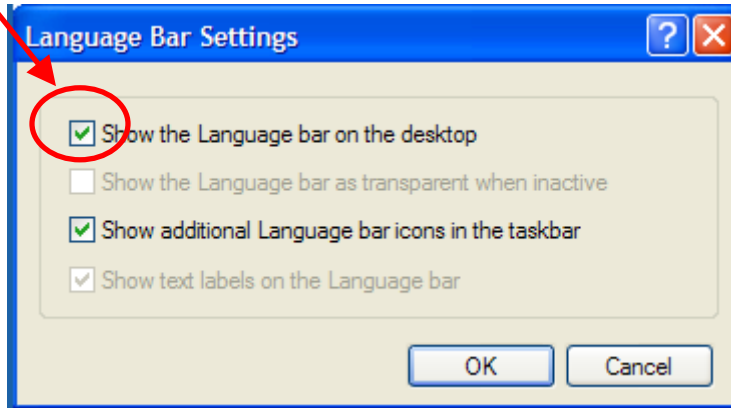 Language Bar Settings
Show the Language bar on the desktop
Show the Language bar as transparent when inactive
Show additional Language bar icons in the taskbar
Show text labels on the Language bar
OK Cancel